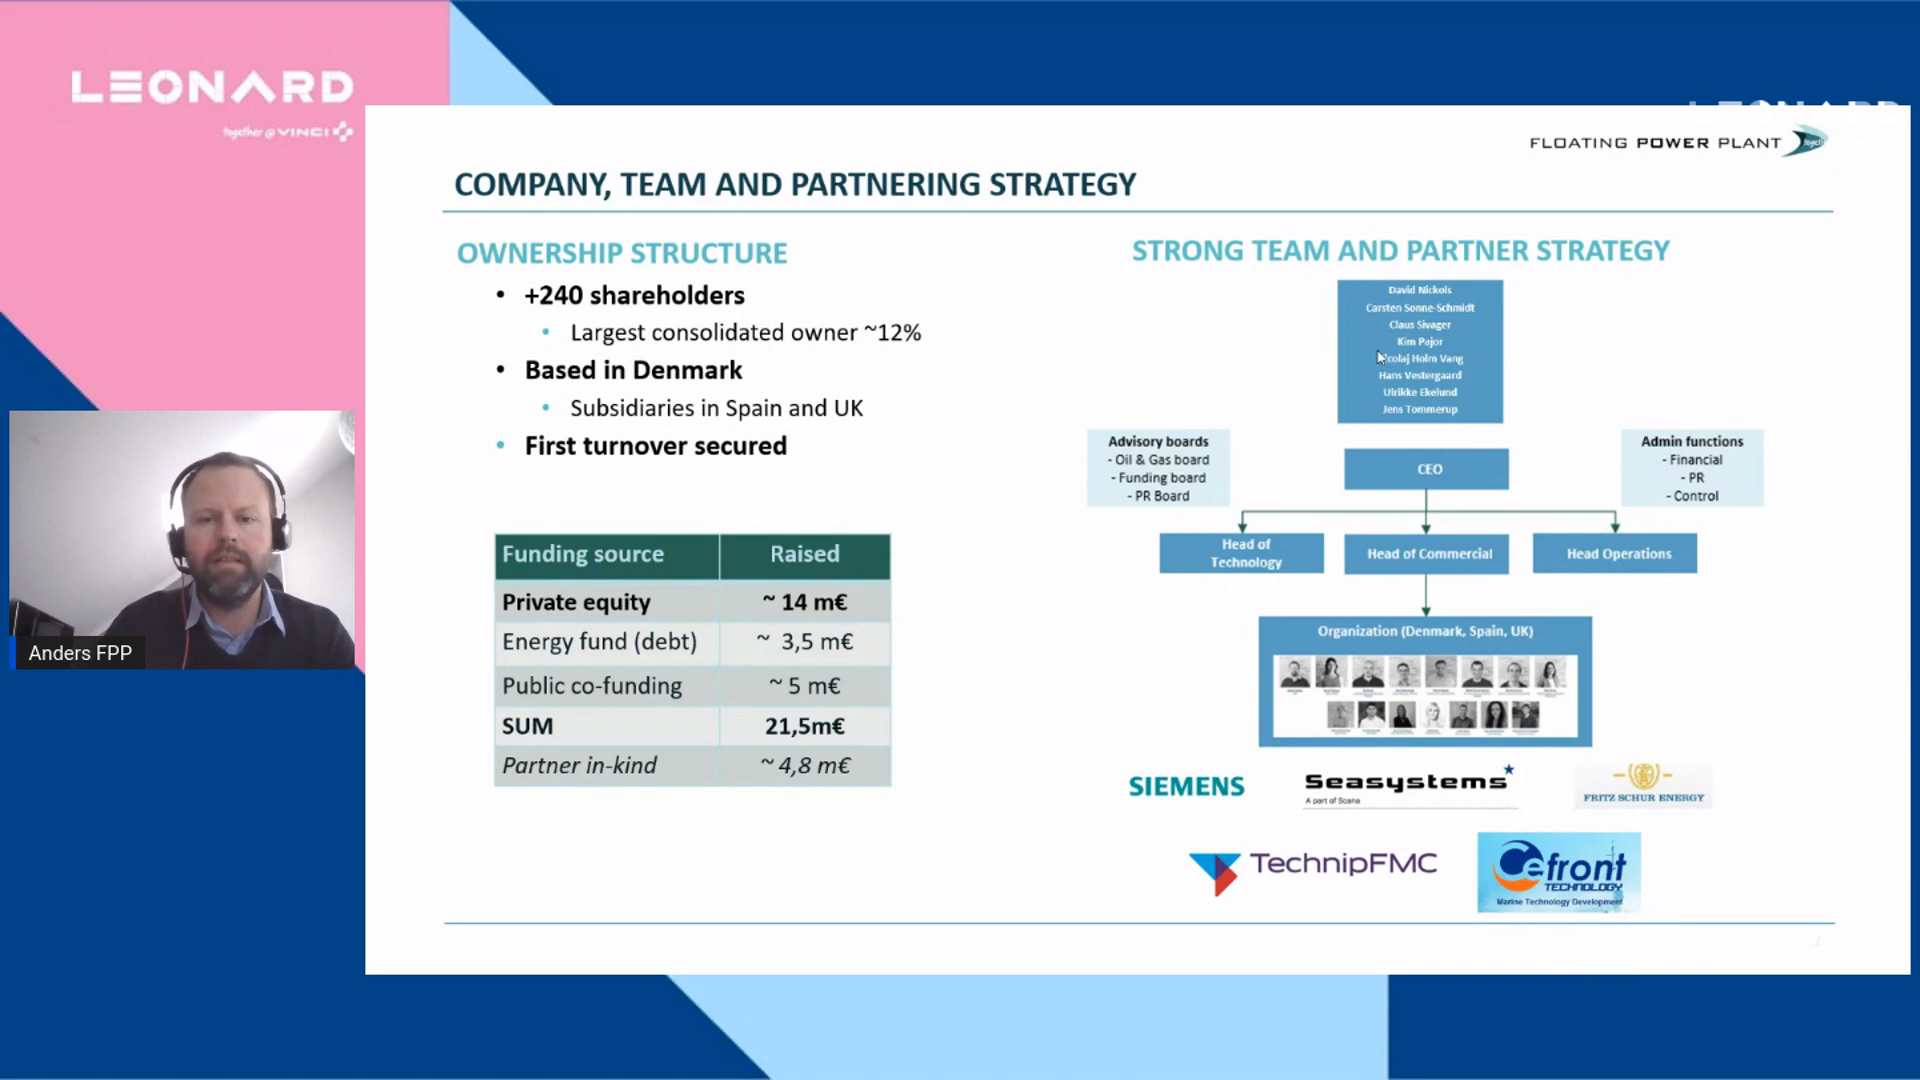 LEONARD
together @ VINCI
FLOATING POWER PLANT
COMPANY, TEAM AND PARTNERING STRATEGY
OWNERSHIP STRUCTURE
• +240 shareholders
• Largest consolidated owner ~12%
• Based in Denmark
• Subsidiaries in Spain and UK
• First turnover secured
Funding source Raised
Private equity ~ 14 m€
Energy fund (debt) ~ 3,5 m€
Public co-funding ~ 5 m€
SUM 21,5m€
Partner in-kind ~ 4,8 m€
STRONG TEAM AND PARTNER STRATEGY
David Nickols
Carsten Sonne-Schmidt
Claus Sivager
Kim Pajor
Holm Vang
Hans Vestergaard
Ulrikke Ekelund
Jens Tommerup
Advisory boards
- Oil & Gas board
- Funding board
- PR Board
CEO
Admin functions
- Financial
- PR
- Control
Head of
Technology
Head of Commercial
Head Operations
Organization (Denmark, Spain, UK)
SIEMENS
Seasystems
A part of Scana
FRITZ SCHUR ENERGY
TechnipFMC
Cefront
TECHNOLOGY
Marine Technology Development
Anders FPP